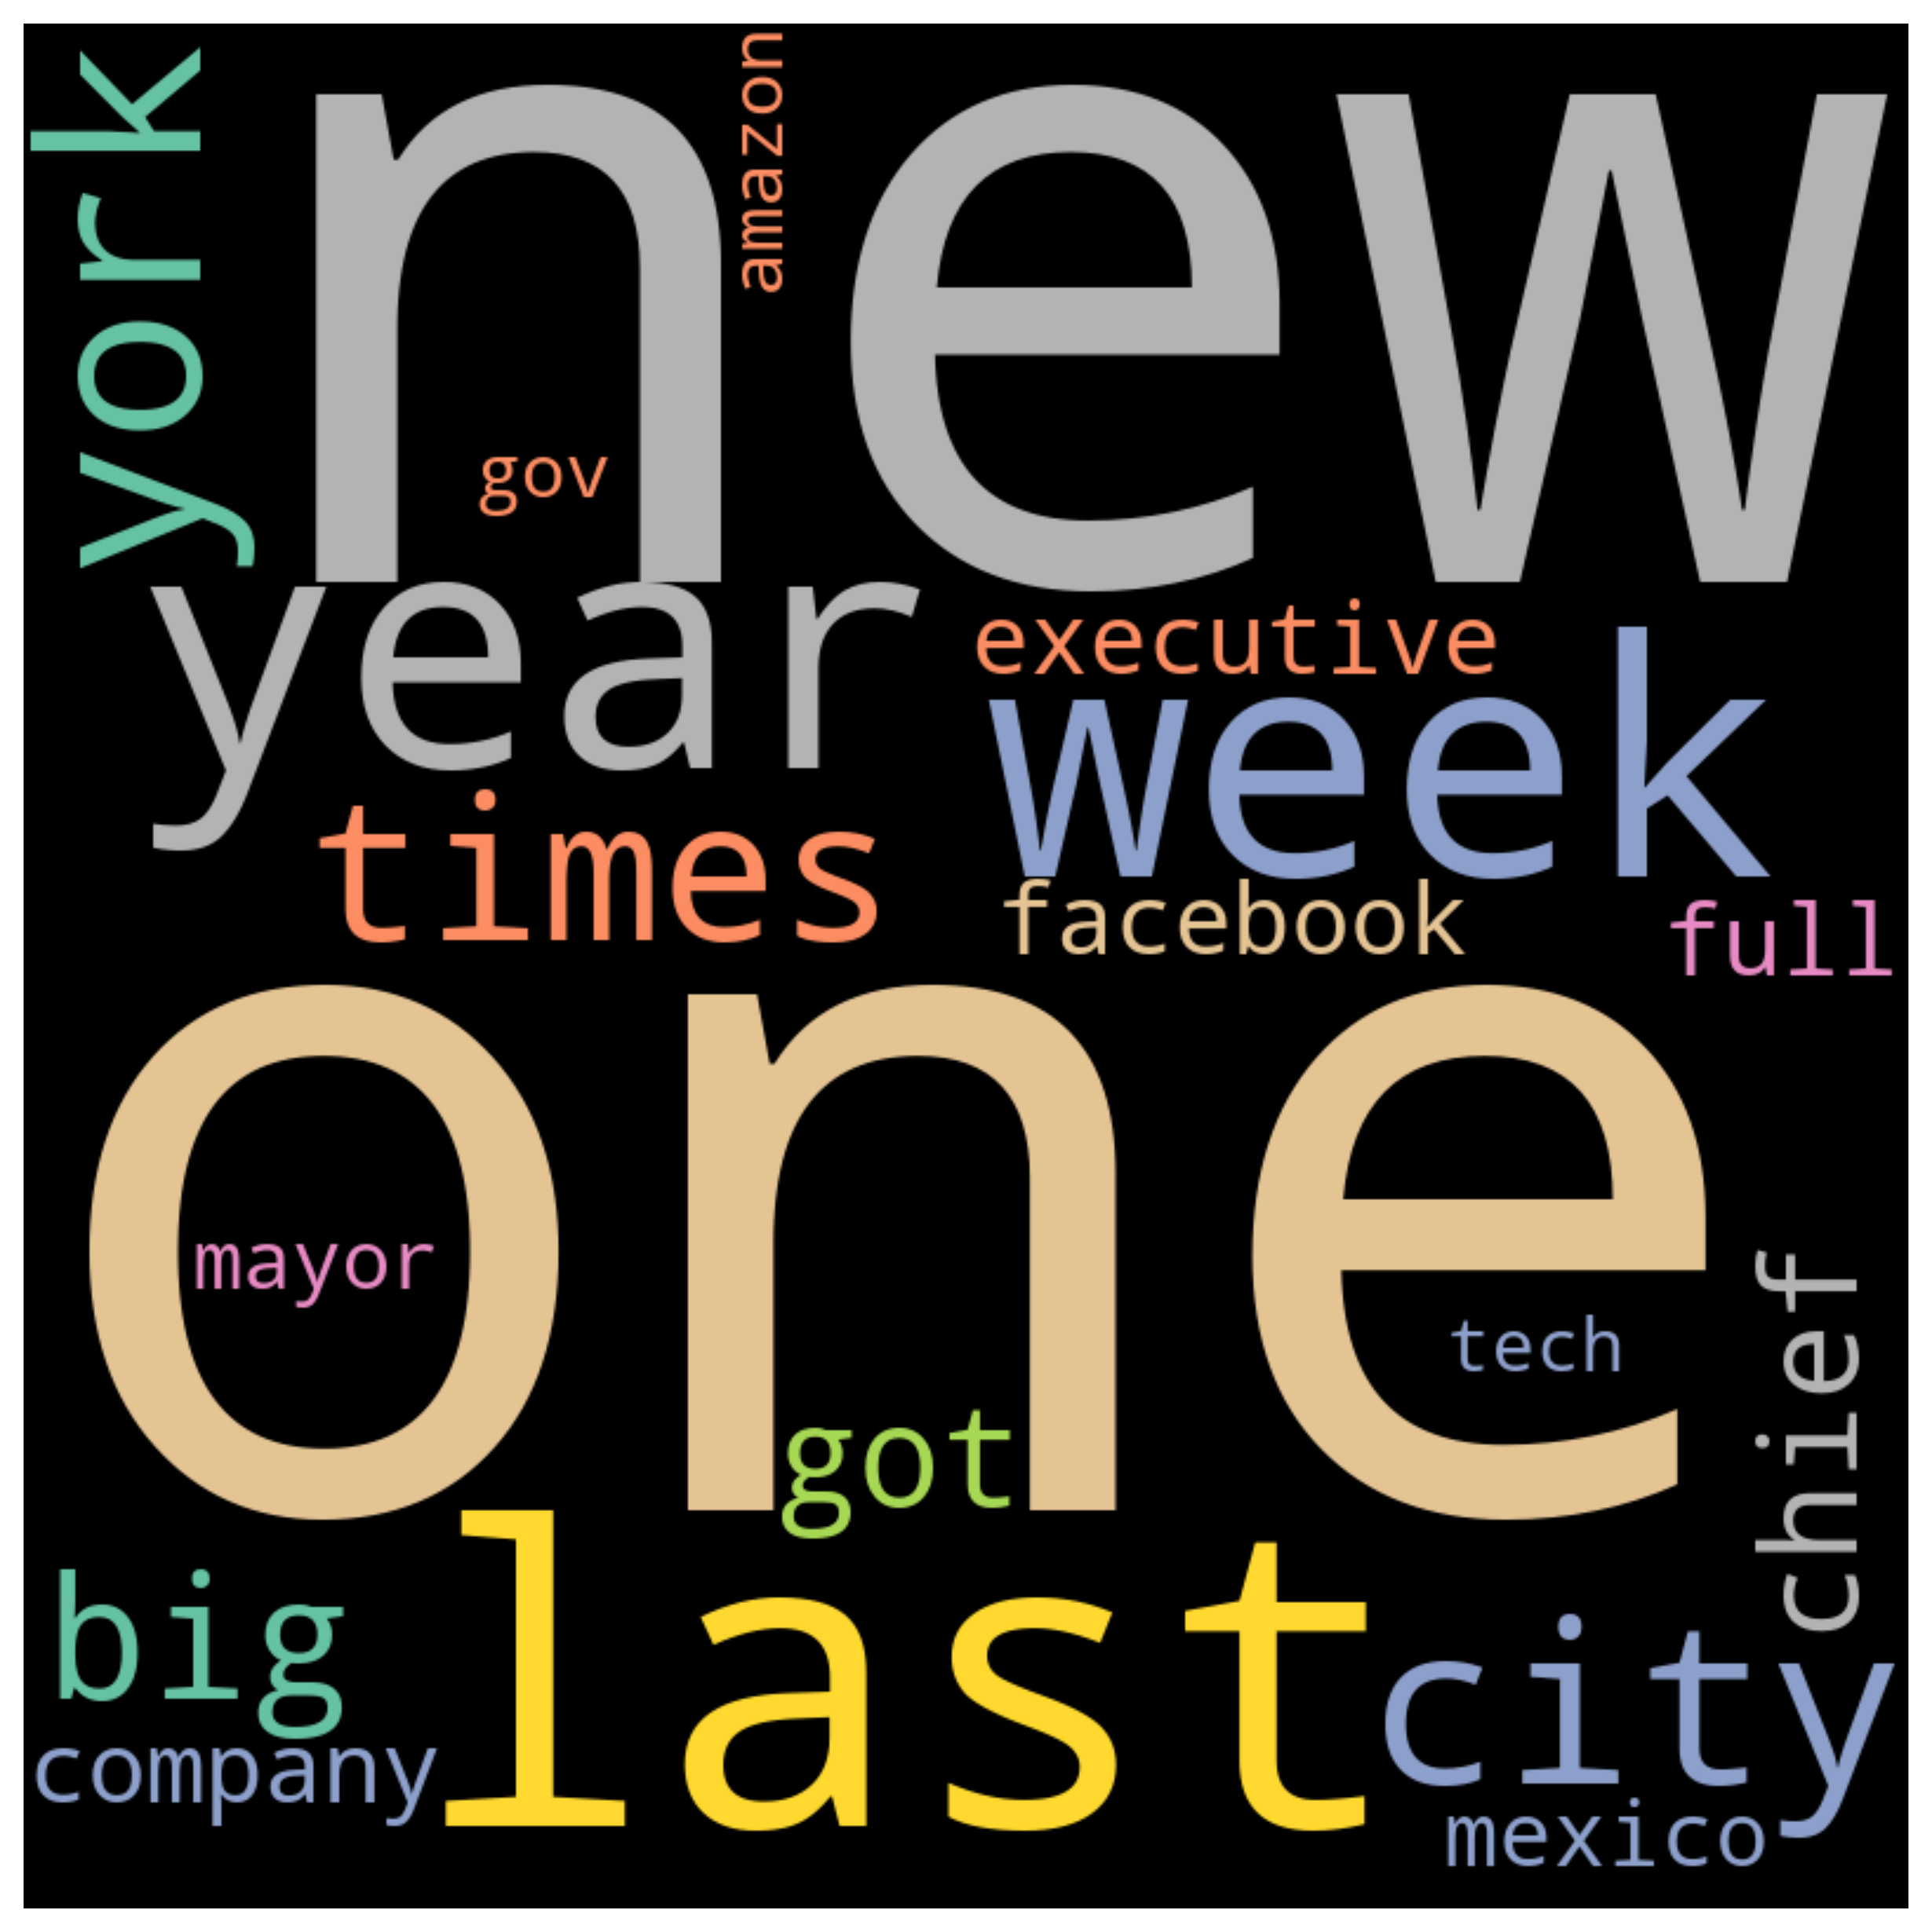 york
new
amazon
gov
year
executive
week
times
facebook
full
one
mayor
tech
chief
got
last
big
city
company
mexico